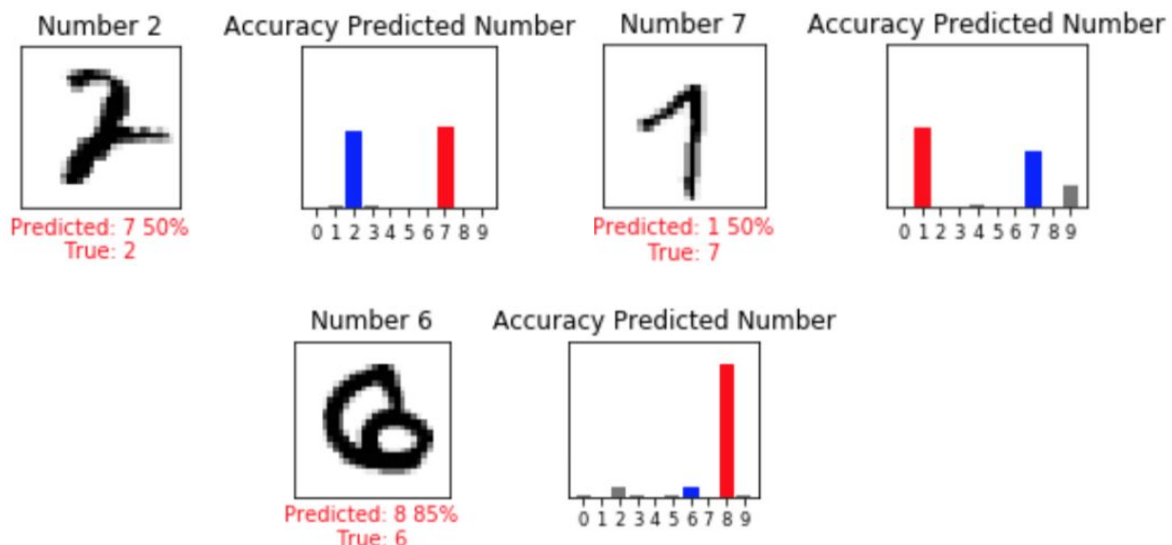 Number 2
Accuracy Predicted Number
Number 7
Accuracy Predicted Number
2
7
0 1 2 3 4 5 6 7 8 9
0 1 2 3 4 5 6 7 8 9
Predicted: 7 50%
True: 2
Predicted: 1 50%
True: 7
Number 6
Accuracy Predicted Number
6
0 1 2 3 4 5 6 7 8 9
Predicted: 8 85%
True: 6